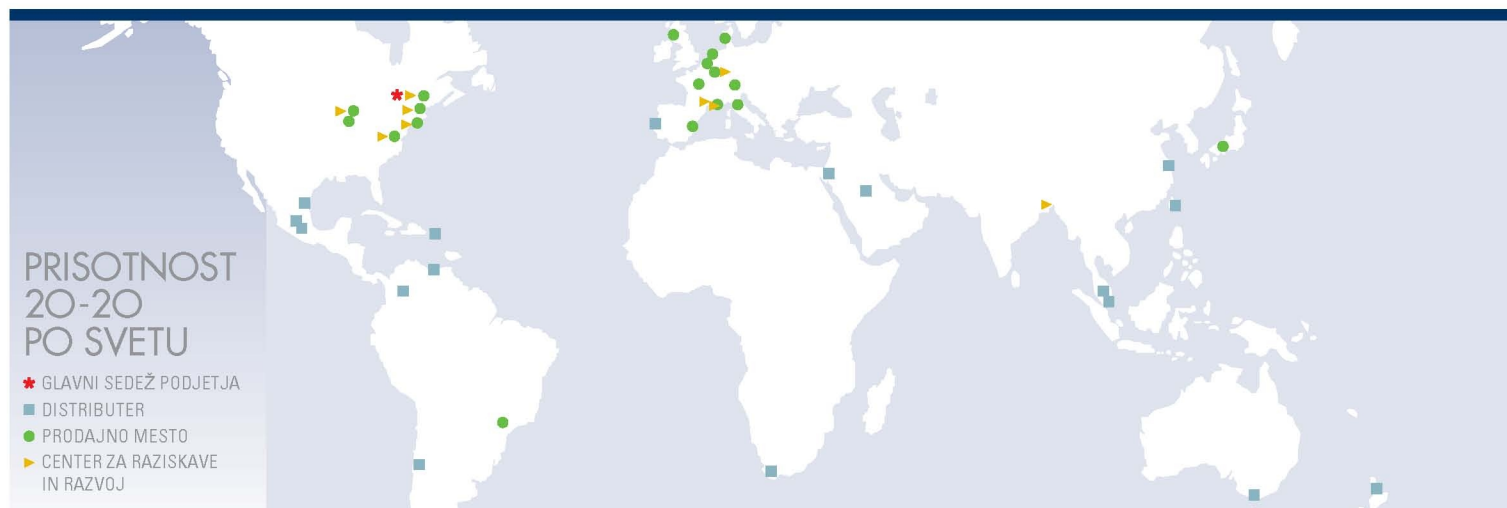 PRISOTNOST
20-20
PO SVETU
GLAVNI SEDEŽ PODJETJA
DISTRIBUTER
PRODAJNO MESTO
CENTER ZA RAZISKAVE
IN RAZVOJ